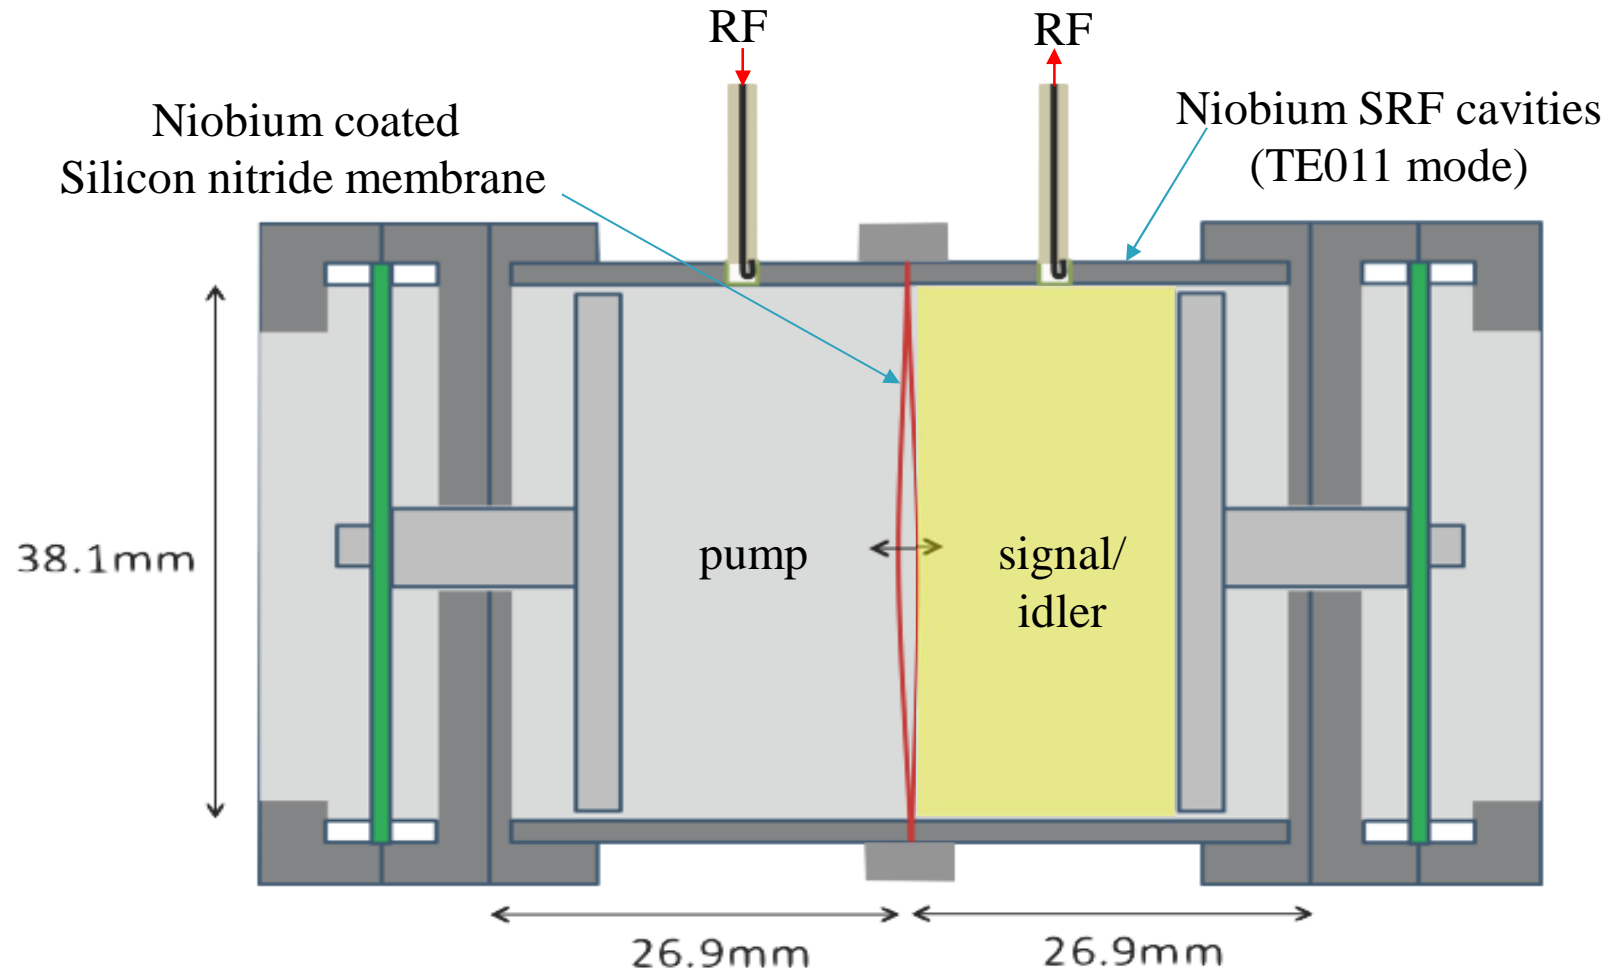 RF
RF
Niobium coated
Silicon nitride membrane
Niobium SRF cavities
(TE011 mode)
38.1mm
pump
signal/
idler
26.9mm
26.9mm